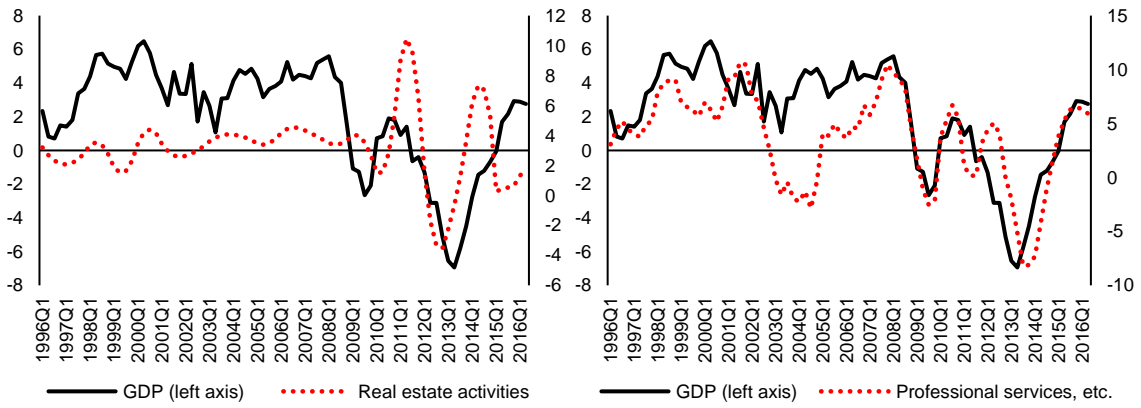 8
6
4
2
0
-2
-4
-6
-8
12
10
8
6
4
2
0
-2
-4
-6
1996Q1
1997Q1
1998Q1
1999Q1
2000Q1
2001Q1
2002Q1
2003Q1
2004Q1
2005Q1
2006Q1
2007Q1
2008Q1
2009Q1
2010Q1
2011Q1
2012Q1
2013Q1
2014Q1
2015Q1
2016Q1
GDP (left axis)
Real estate activities
8
6
4
2
0
-2
-4
-6
-8
15
10
5
0
-5
-10
1996Q1
1997Q1
1998Q1
1999Q1
2000Q1
2001Q1
2002Q1
2003Q1
2004Q1
2005Q1
2006Q1
2007Q1
2008Q1
2009Q1
2010Q1
2011Q1
2012Q1
2013Q1
2014Q1
2015Q1
2016Q1
GDP (left axis)
Professional services, etc.